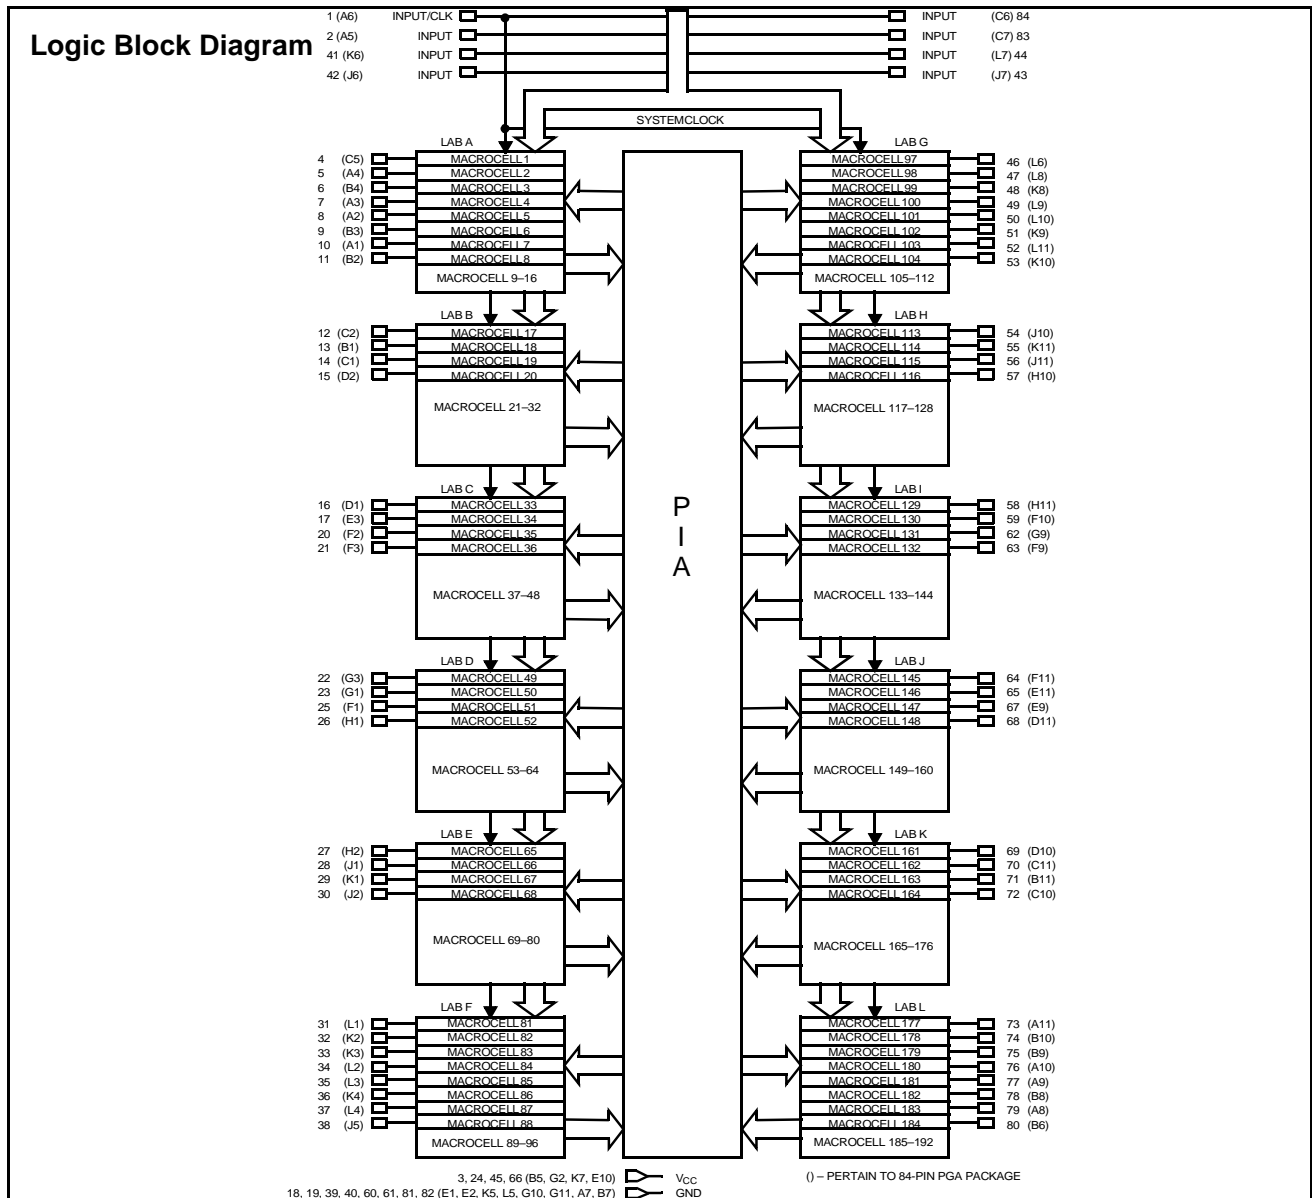 Logic Block Diagram
1 (A6) INPUT/CLK INPUT (C6) 84
2 (A5) INPUT INPUT (C7) 83
41 (K6) INPUT INPUT (L7) 44
42 (J6) INPUT INPUT (J7) 43
SYSTEMCLOCK
LAB A LAB G
4 (C5) MACROCELL 1 MACROCELL 97 46 (L6)
5 (A4) MACROCELL 2 MACROCELL 98 47 (L8)
6 (B4) MACROCELL 3 MACROCELL 99 48 (K8)
7 (A3) MACROCELL 4 MACROCELL 100 49 (L9)
8 (A2) MACROCELL 5 MACROCELL 101 50 (L10)
9 (B3) MACROCELL 6 MACROCELL 102 51 (K9)
10 (A1) MACROCELL 7 MACROCELL 103 52 (L11)
11 (B2) MACROCELL 8 MACROCELL 104 53 (K10)
MACROCELL 9–16 MACROCELL 105–112
LAB B LAB H
12 (C2) MACROCELL 17 MACROCELL 113 54 (J10)
13 (B1) MACROCELL 18 MACROCELL 114 55 (K11)
14 (C1) MACROCELL 19 MACROCELL 115 56 (J11)
15 (D2) MACROCELL 20 MACROCELL 116 57 (H10)
MACROCELL 21–32 MACROCELL 117–128
LAB C LAB I
16 (D1) MACROCELL 33 MACROCELL 129 58 (H11)
17 (E3) MACROCELL 34 MACROCELL 130 59 (F10)
20 (F2) MACROCELL 35 MACROCELL 131 62 (G9)
21 (F3) MACROCELL 36 MACROCELL 132 63 (F9)
P
I
A
MACROCELL 37–48 MACROCELL 133–144
LAB D LAB J
22 (G3) MACROCELL 49 MACROCELL 145 64 (F11)
23 (G1) MACROCELL 50 MACROCELL 146 65 (E11)
25 (F1) MACROCELL 51 MACROCELL 147 67 (E9)
26 (H1) MACROCELL 52 MACROCELL 148 68 (D11)
MACROCELL 53–64 MACROCELL 149–160
LAB E LAB K
27 (H2) MACROCELL 65 MACROCELL 161 69 (D10)
28 (J1) MACROCELL 66 MACROCELL 162 70 (C11)
29 (K1) MACROCELL 67 MACROCELL 163 71 (B11)
30 (J2) MACROCELL 68 MACROCELL 164 72 (C10)
MACROCELL 69–80 MACROCELL 165–176
LAB F LAB L
31 (L1) MACROCELL 81 MACROCELL 177 73 (A11)
32 (K2) MACROCELL 82 MACROCELL 178 74 (B10)
33 (K3) MACROCELL 83 MACROCELL 179 75 (B9)
34 (L2) MACROCELL 84 MACROCELL 180 76 (A10)
35 (L3) MACROCELL 85 MACROCELL 181 77 (A9)
36 (K4) MACROCELL 86 MACROCELL 182 78 (B8)
37 (L4) MACROCELL 87 MACROCELL 183 79 (A8)
38 (J5) MACROCELL 88 MACROCELL 184 80 (B6)
MACROCELL 89–96 MACROCELL 185–192
3, 24, 45, 66 (B5, G2, K7, E10) VCC () – PERTAIN TO 84-PIN PGA PACKAGE
18, 19, 39, 40, 60, 61, 81, 82 (E1, E2, K5, L5, G10, G11, A7, B7) GND